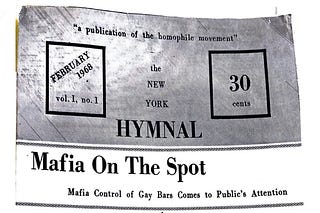 "a publication of the homophile movement"
FEBRUARY
1968
vol. 1, no. 1
the
NEW
YORK
30
cents
HYMNAL
Mafia On The Spot
Mafia Control of Gay Bars Comes to Public's Attention